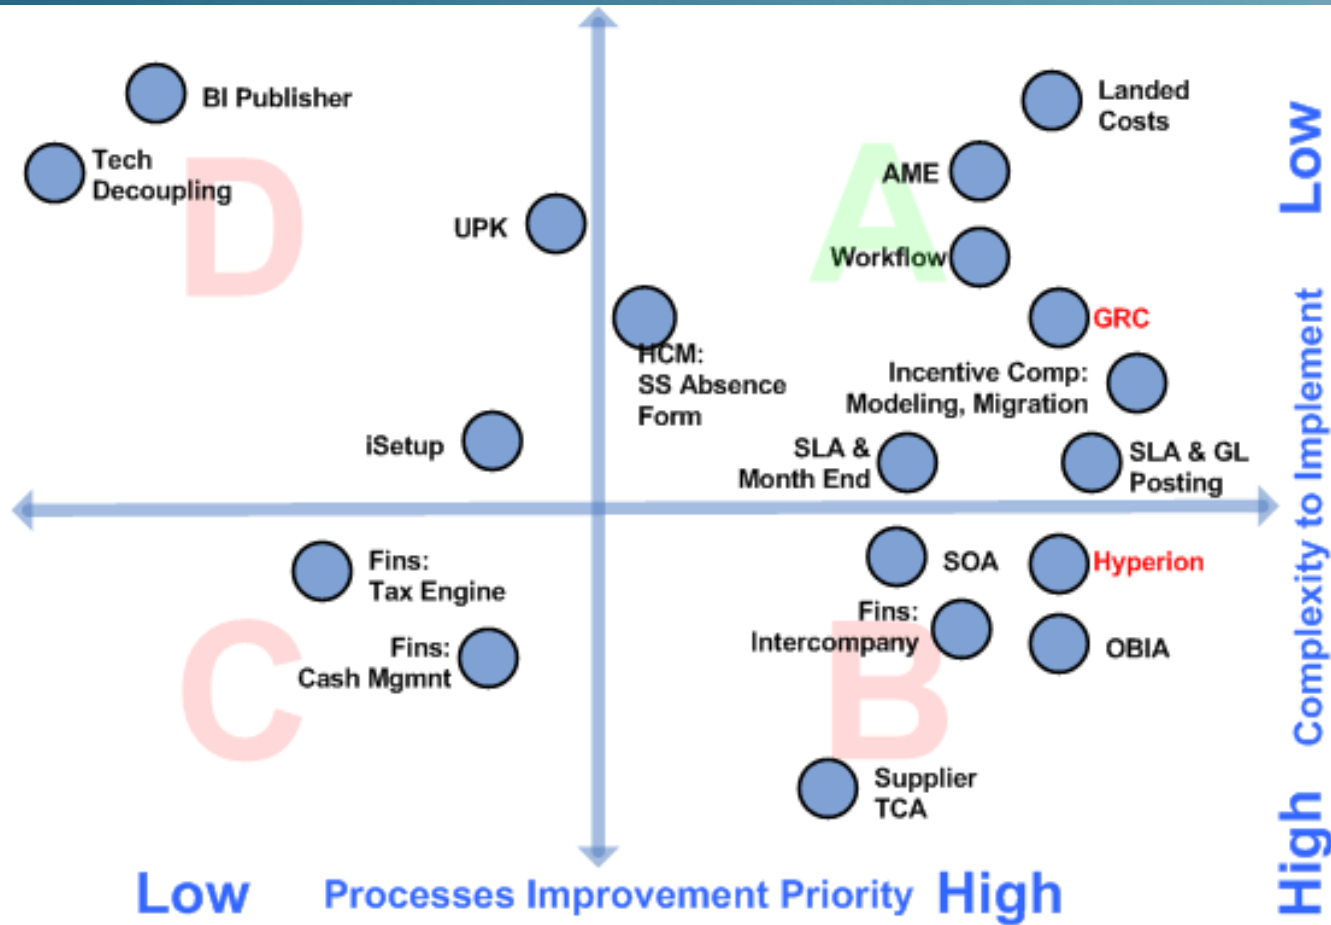 BI Publisher
Landed
Costs
Tech
Decoupling
D
A
AME
UPK
Workflow
GRC
HCM:
SS Absence
Form
Incentive Comp:
Modeling, Migration
iSetup
SLA &
Month End
SLA & GL
Posting
Fins:
Tax Engine
SOA
Hyperion
Fins:
Intercompany
OBIA
Fins:
Cash Mgmnt
C
B
Supplier
TCA
Low
Processes Improvement Priority
High
Low
Complexity to Implement
High